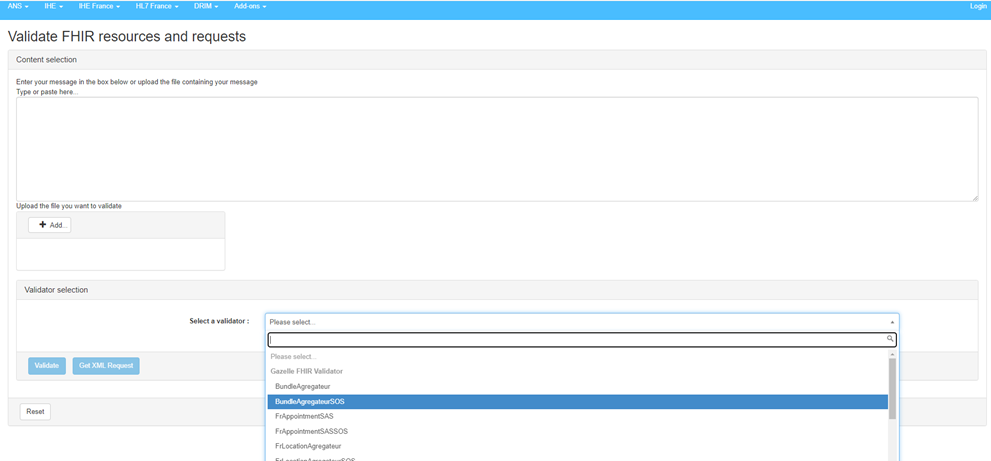 ANS IHE IHE France HL7 France DRIM Add-ons Login
Validate FHIR resources and requests
Content selection
Enter your message in the box below or upload the file containing your message
Type or paste here...
Upload the file you want to validate
Add...
Validator selection
Select a validator : Please select...
Please select...
Gazelle FHIR Validator
Validate Get XML Request
BundleAgregateur
BundleAgregateurSOS
Reset
FrAppointmentSAS
FrAppointmentSASSOS
FrLocationAgregateur
FrLocationAgregateurSOS